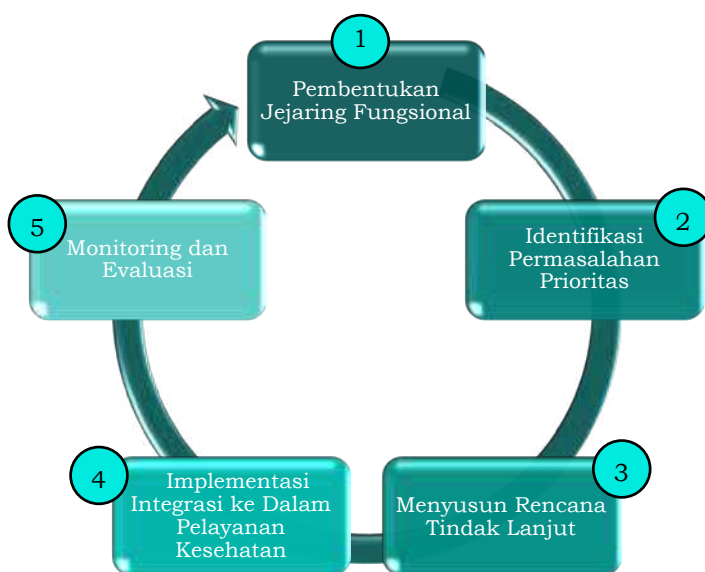 1
Pembentukan
Jejaring Fungsional
2
Identifikasi
Permasalahan
Prioritas
3
Menyusun Rencana
Tindak Lanjut
4
Implementasi
Integrasi ke Dalam
Pelayanan
Kesehatan
5
Monitoring dan
Evaluasi